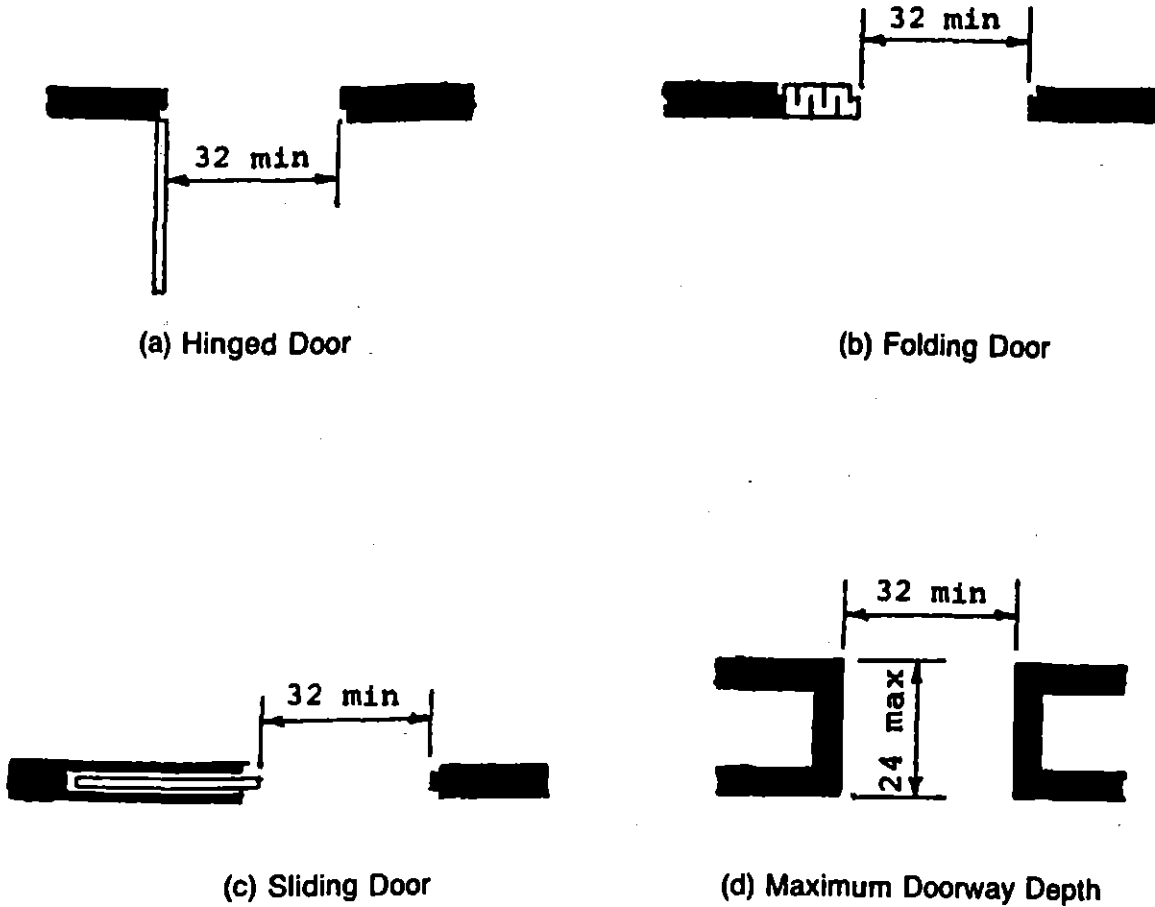 32 min
32 min
(a) Hinged Door
(b) Folding Door
32 min
32 min
24 max
(c) Sliding Door
(d) Maximum Doorway Depth